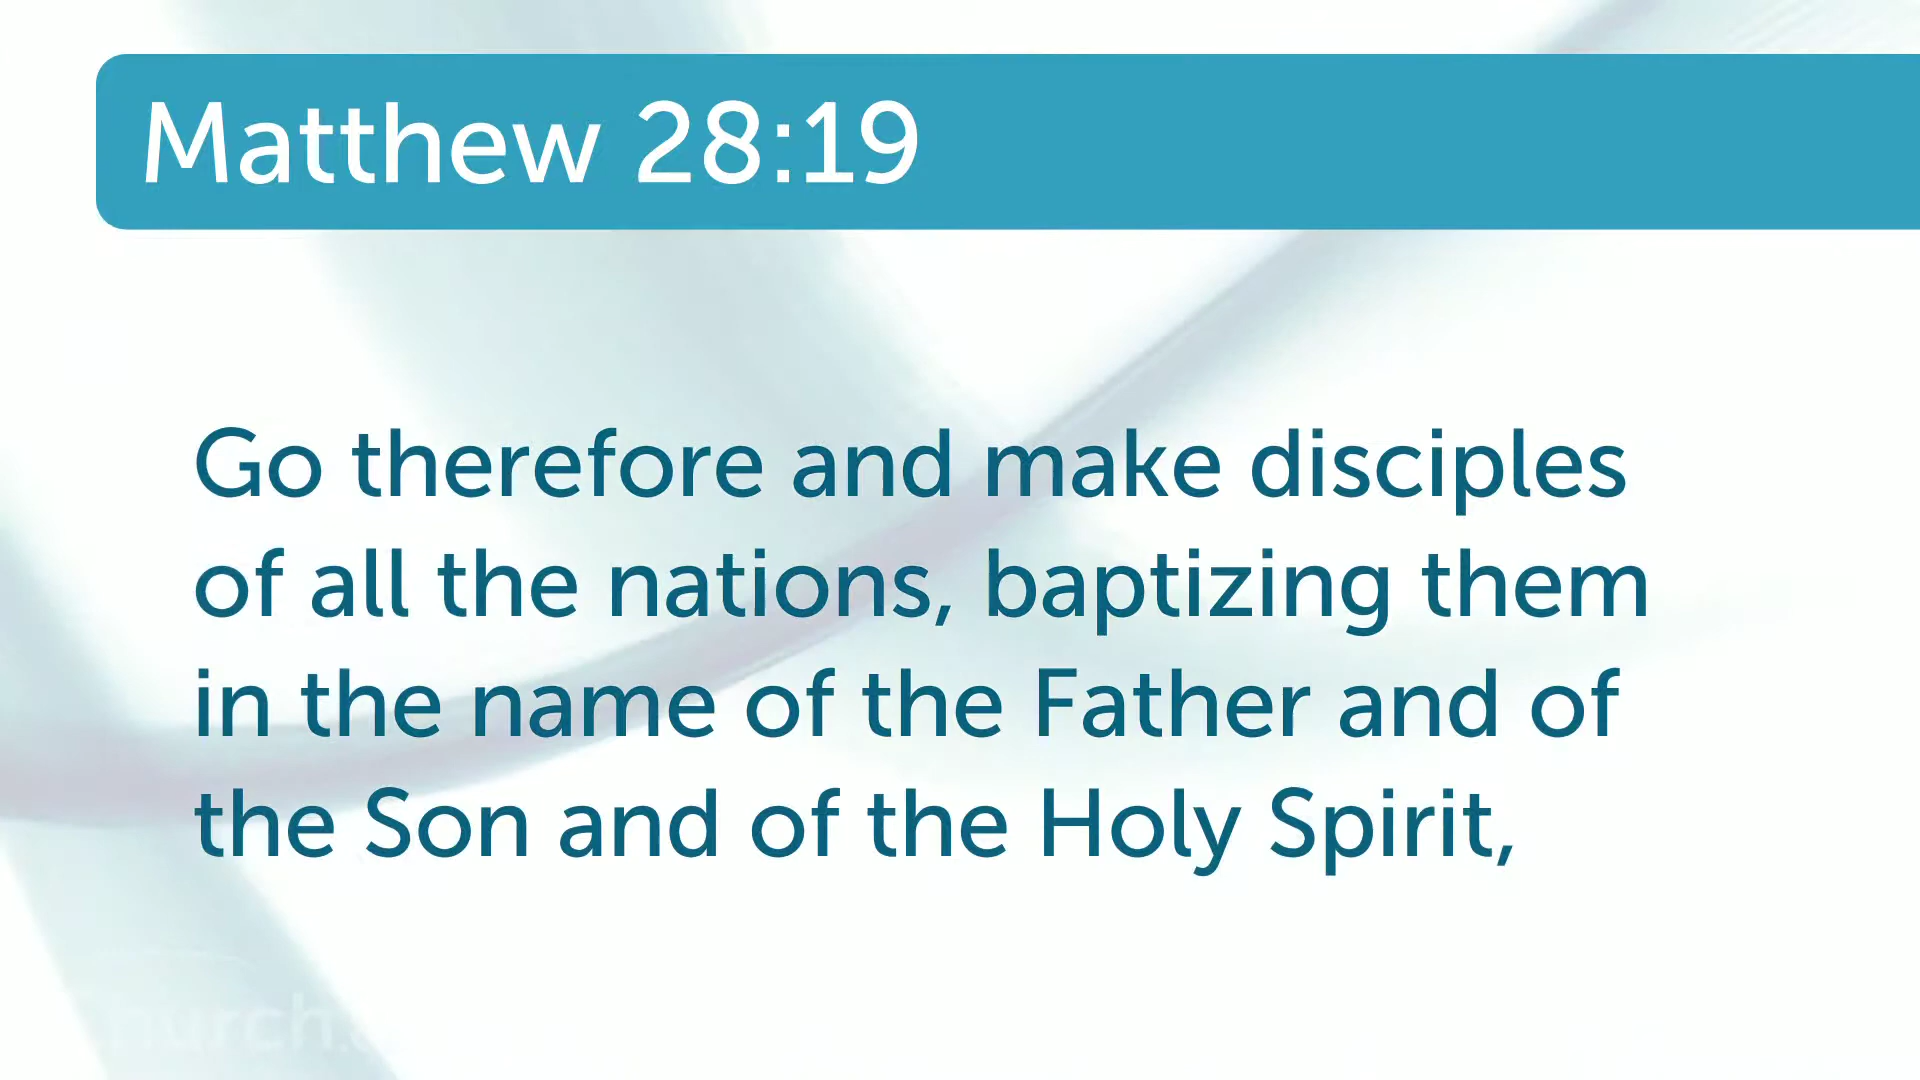 Matthew 28:19
Go therefore and make disciples
of all the nations, baptizing them
in the name of the Father and of
the Son and of the Holy Spirit,